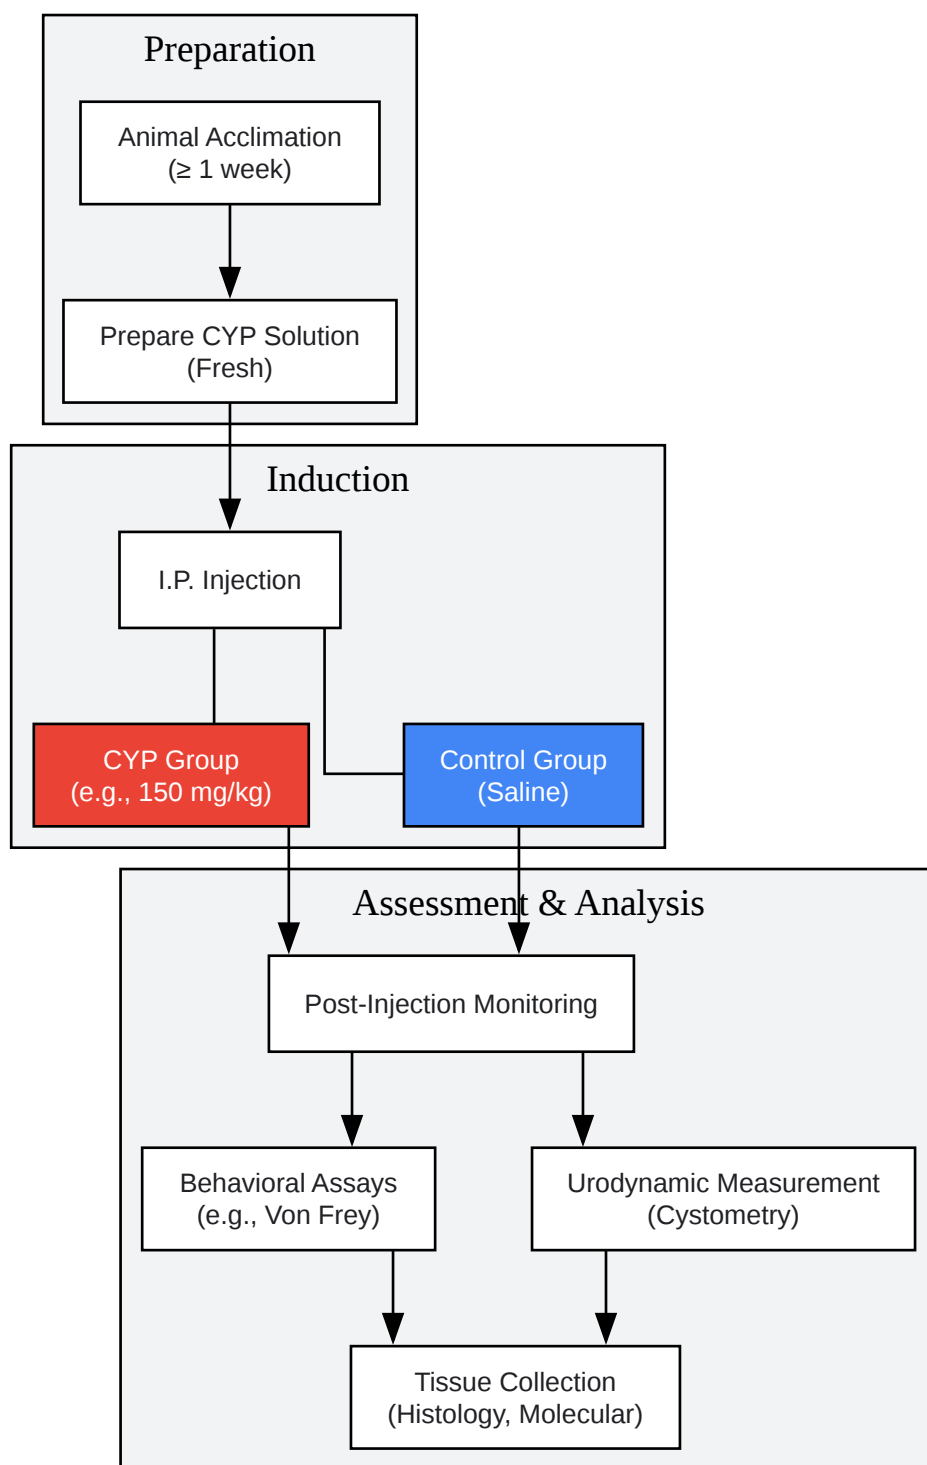 Preparation
Animal Acclimation
(≥ 1 week)
Prepare CYP Solution
(Fresh)
Induction
I.P. Injection
CYP Group
(e.g., 150 mg/kg)
Control Group
(Saline)
Assessment & Analysis
Post-Injection Monitoring
Behavioral Assays
(e.g., Von Frey)
Urodynamic Measurement
(Cystometry)
Tissue Collection
(Histology, Molecular)